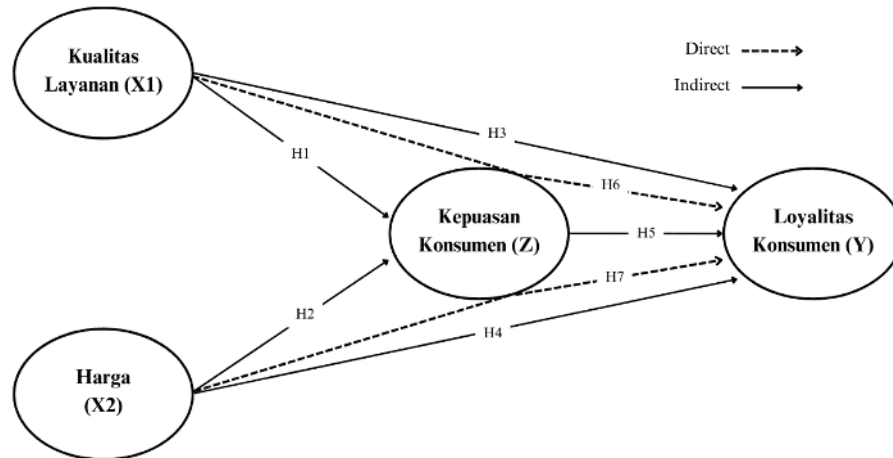 Kualitas
Layanan (X1)
Direct
Indirect
H3
H1
H6
Kepuasan
Konsumen (Z)
H5
Loyalitas
Konsumen (Y)
H7
H2
H4
Harga
(X2)